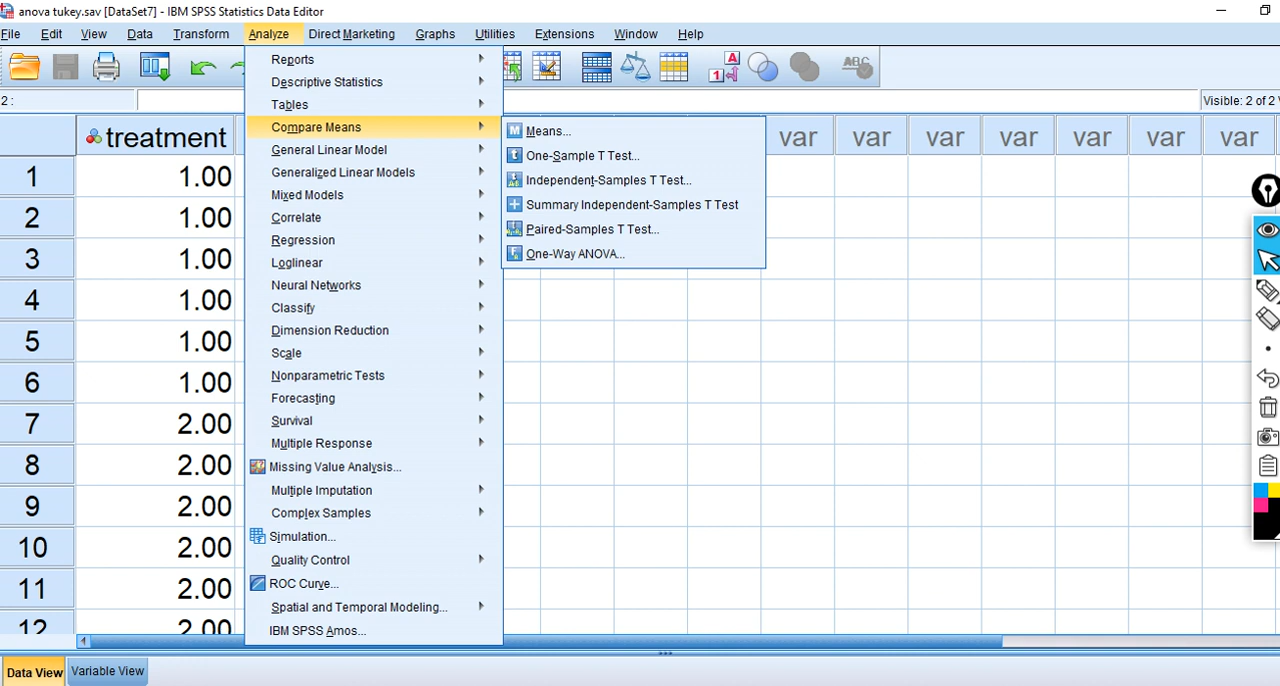 anova tukey.sav [DataSet7] - IBM SPSS Statistics Data Editor
File Edit View Data Transform Analyze Direct Marketing Graphs Utilities Extensions Window Help
1 A
ABC
2 :
Visible: 2 of 2
treatment
var var var var var var var
1 1.00
2 1.00
3 1.00
4 1.00
5 1.00
6 1.00
7 2.00
8 2.00
9 2.00
10 2.00
11 2.00
12 2.00
Reports
Descriptive Statistics
Tables
Compare Means
General Linear Model
Generalized Linear Models
Mixed Models
Correlate
Regression
Loglinear
Neural Networks
Classify
Dimension Reduction
Scale
Nonparametric Tests
Forecasting
Survival
Multiple Response
Missing Value Analysis...
Multiple Imputation
Complex Samples
Simulation...
Quality Control
ROC Curve...
Spatial and Temporal Modeling...
IBM SPSS Amos...
M Means...
t One-Sample T Test...
Independent-Samples T Test...
Summary Independent-Samples T Test
Paired-Samples T Test...
One-Way ANOVA...
Data View Variable View